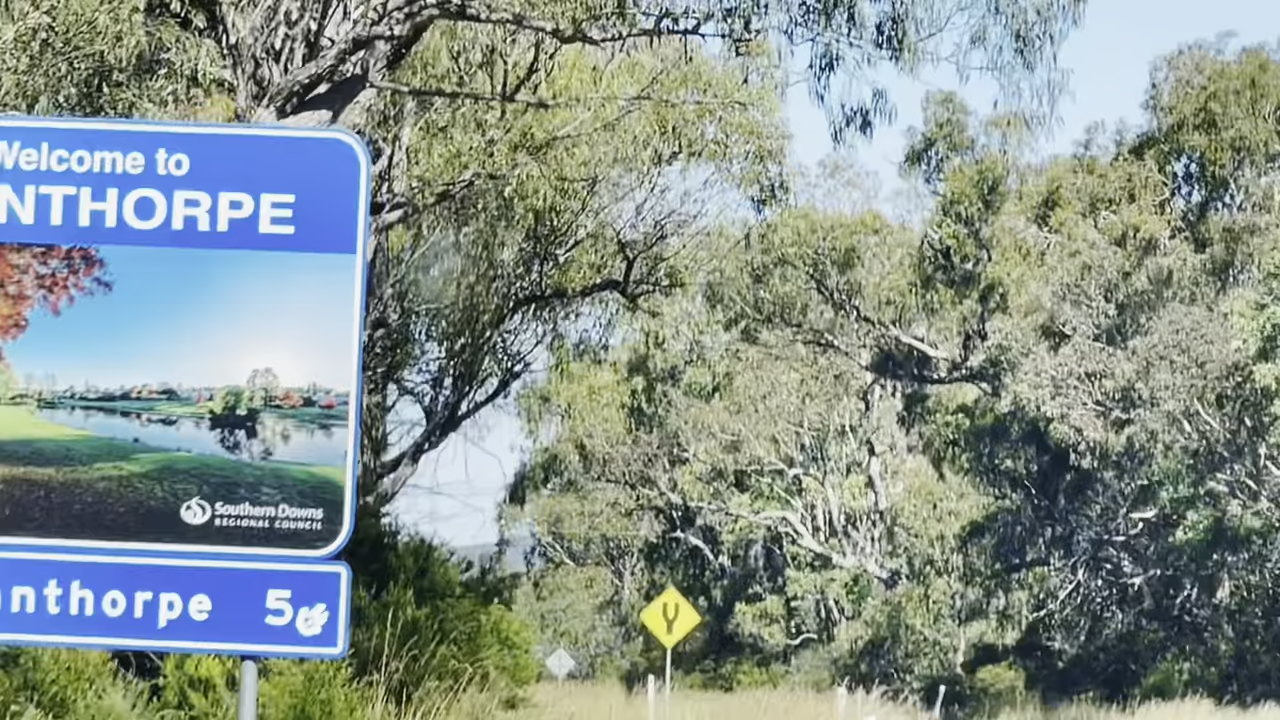 Welcome to
NTHORPE
Southern Downs
REGIONAL COUNCIL
nthorpe 5